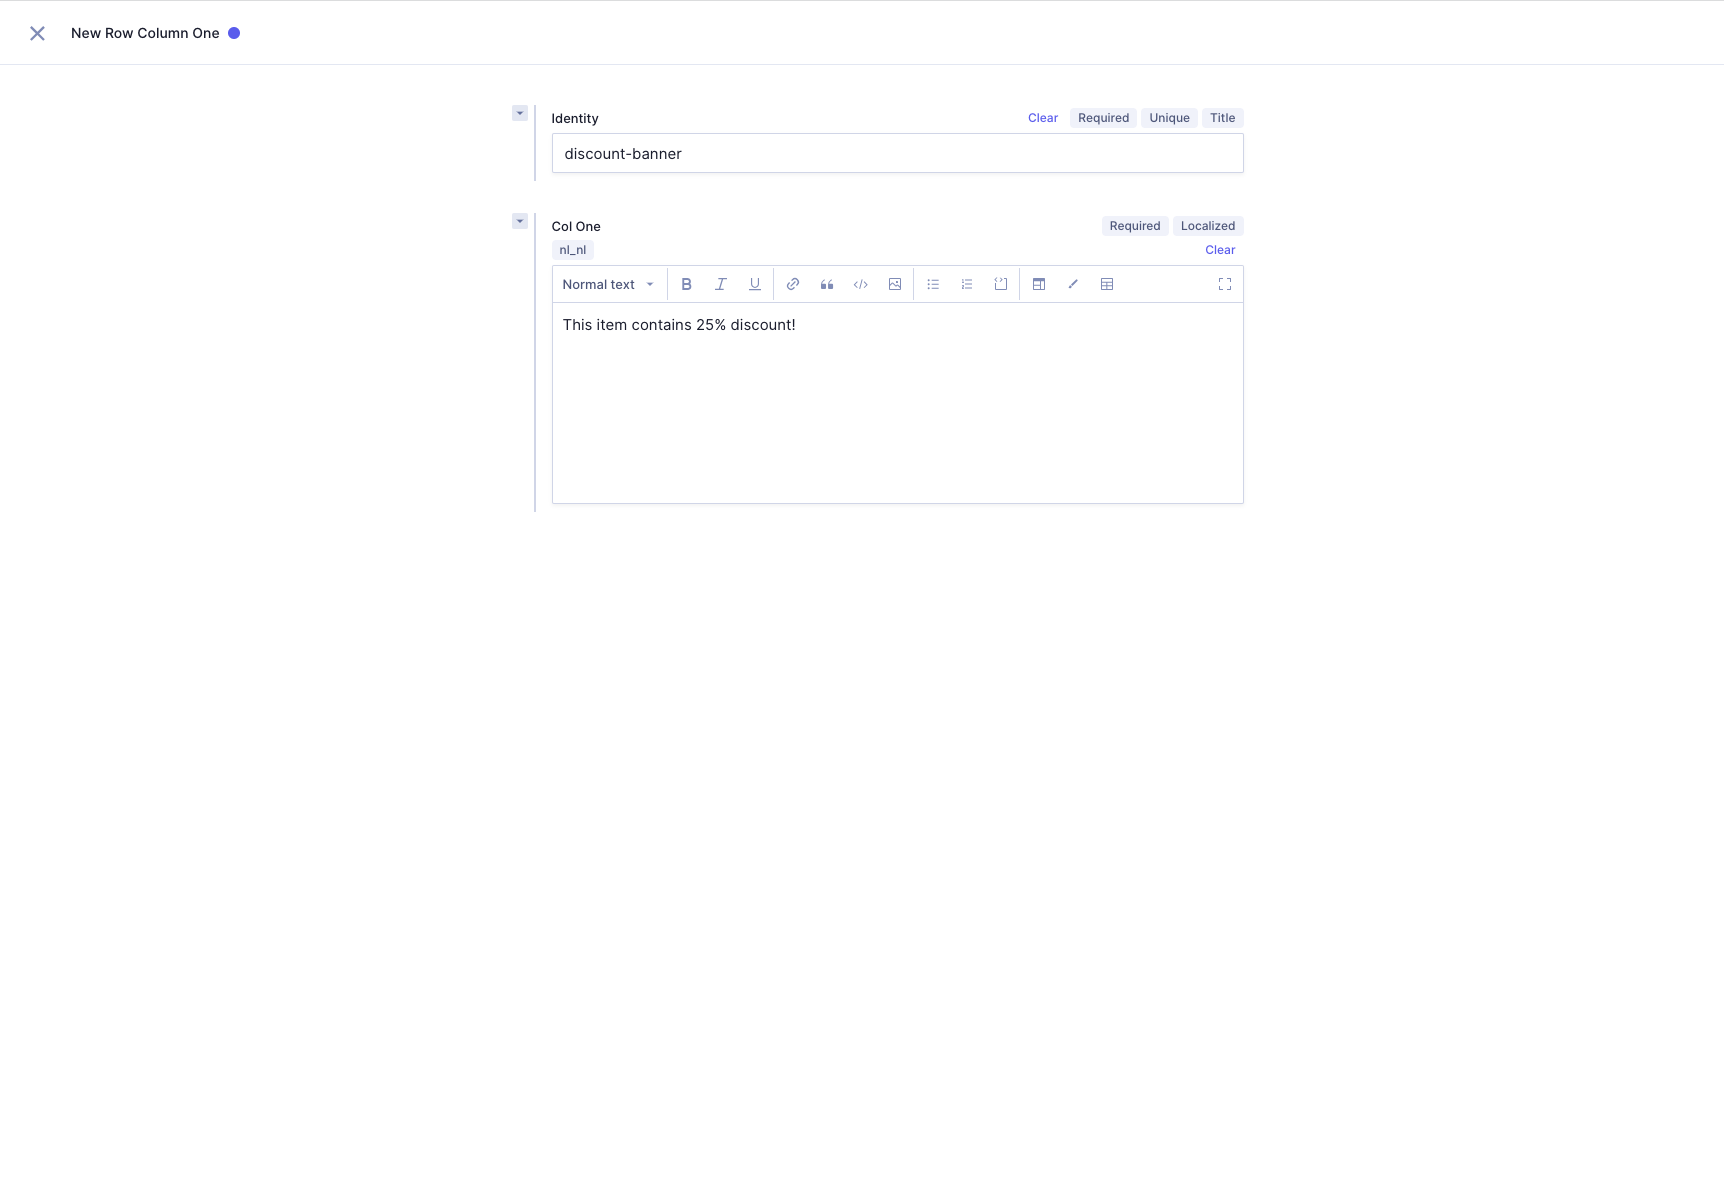 New Row Column One
Identity Clear Required Unique Title
discount-banner
Col One Required Localized
nl_nl Clear
Normal text
This item contains 25% discount!